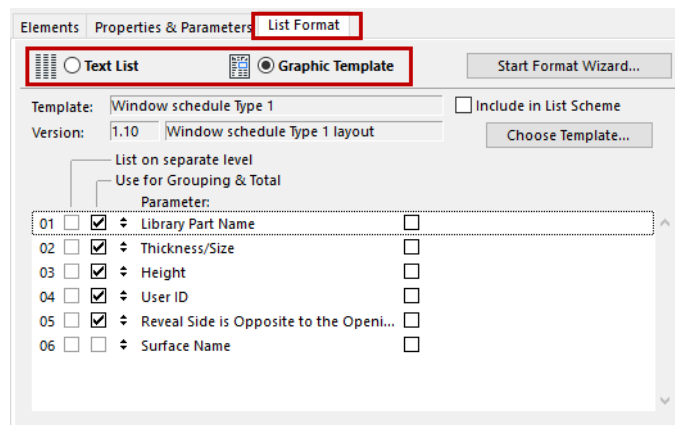 Elements Properties & Parameters List Format
Text List Graphic Template Start Format Wizard...
Template: Window schedule Type 1 Include in List Scheme
Version: 1.10 Window schedule Type 1 layout Choose Template...
List on separate level
Use for Grouping & Total
Parameter:
01 Library Part Name
02 Thickness/Size
03 Height
04 User ID
05 Reveal Side is Opposite to the Openi...
06 Surface Name